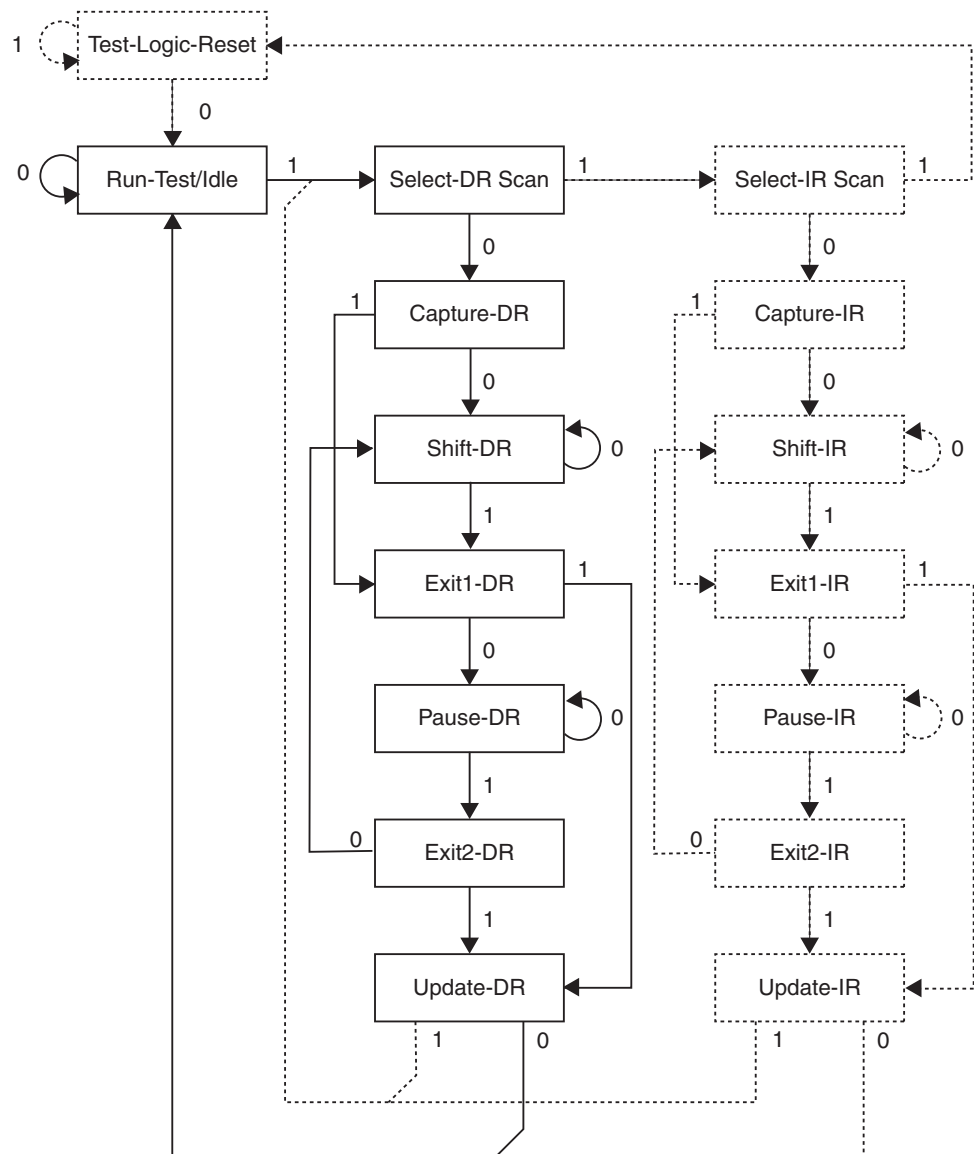 Test-Logic-Reset
1
0
0
Run-Test/Idle
1
Select-DR Scan
1
Select-IR Scan
1
0
0
1
Capture-DR
1
Capture-IR
0
0
Shift-DR
0
Shift-IR
0
1
1
Exit1-DR
1
Exit1-IR
1
0
0
Pause-DR
0
Pause-IR
0
1
1
0
Exit2-DR
0
Exit2-IR
1
1
Update-DR
Update-IR
1
0
1
0